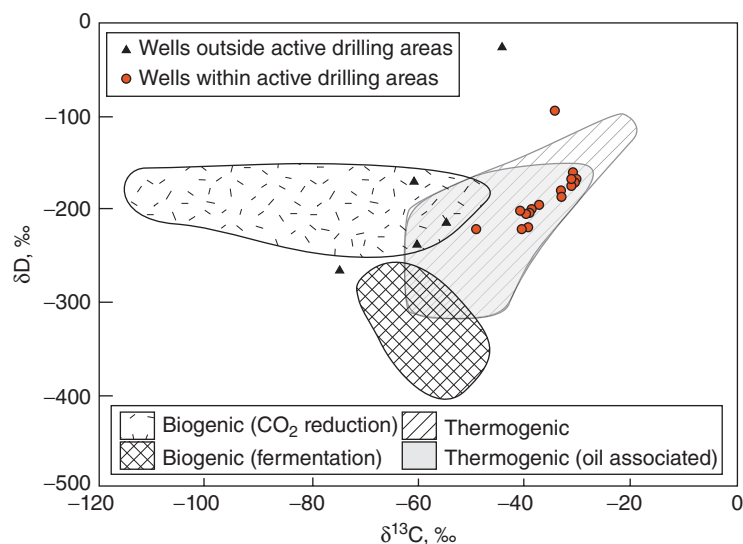 0
▲ Wells outside active drilling areas
Wells within active drilling areas
−100
−200
δD, ‰
−300
−400
Biogenic (CO₂ reduction)
Thermogenic
Biogenic (fermentation)
Thermogenic (oil associated)
−500
−120
−100
−80
−60
−40
−20
0
δ¹³C, ‰